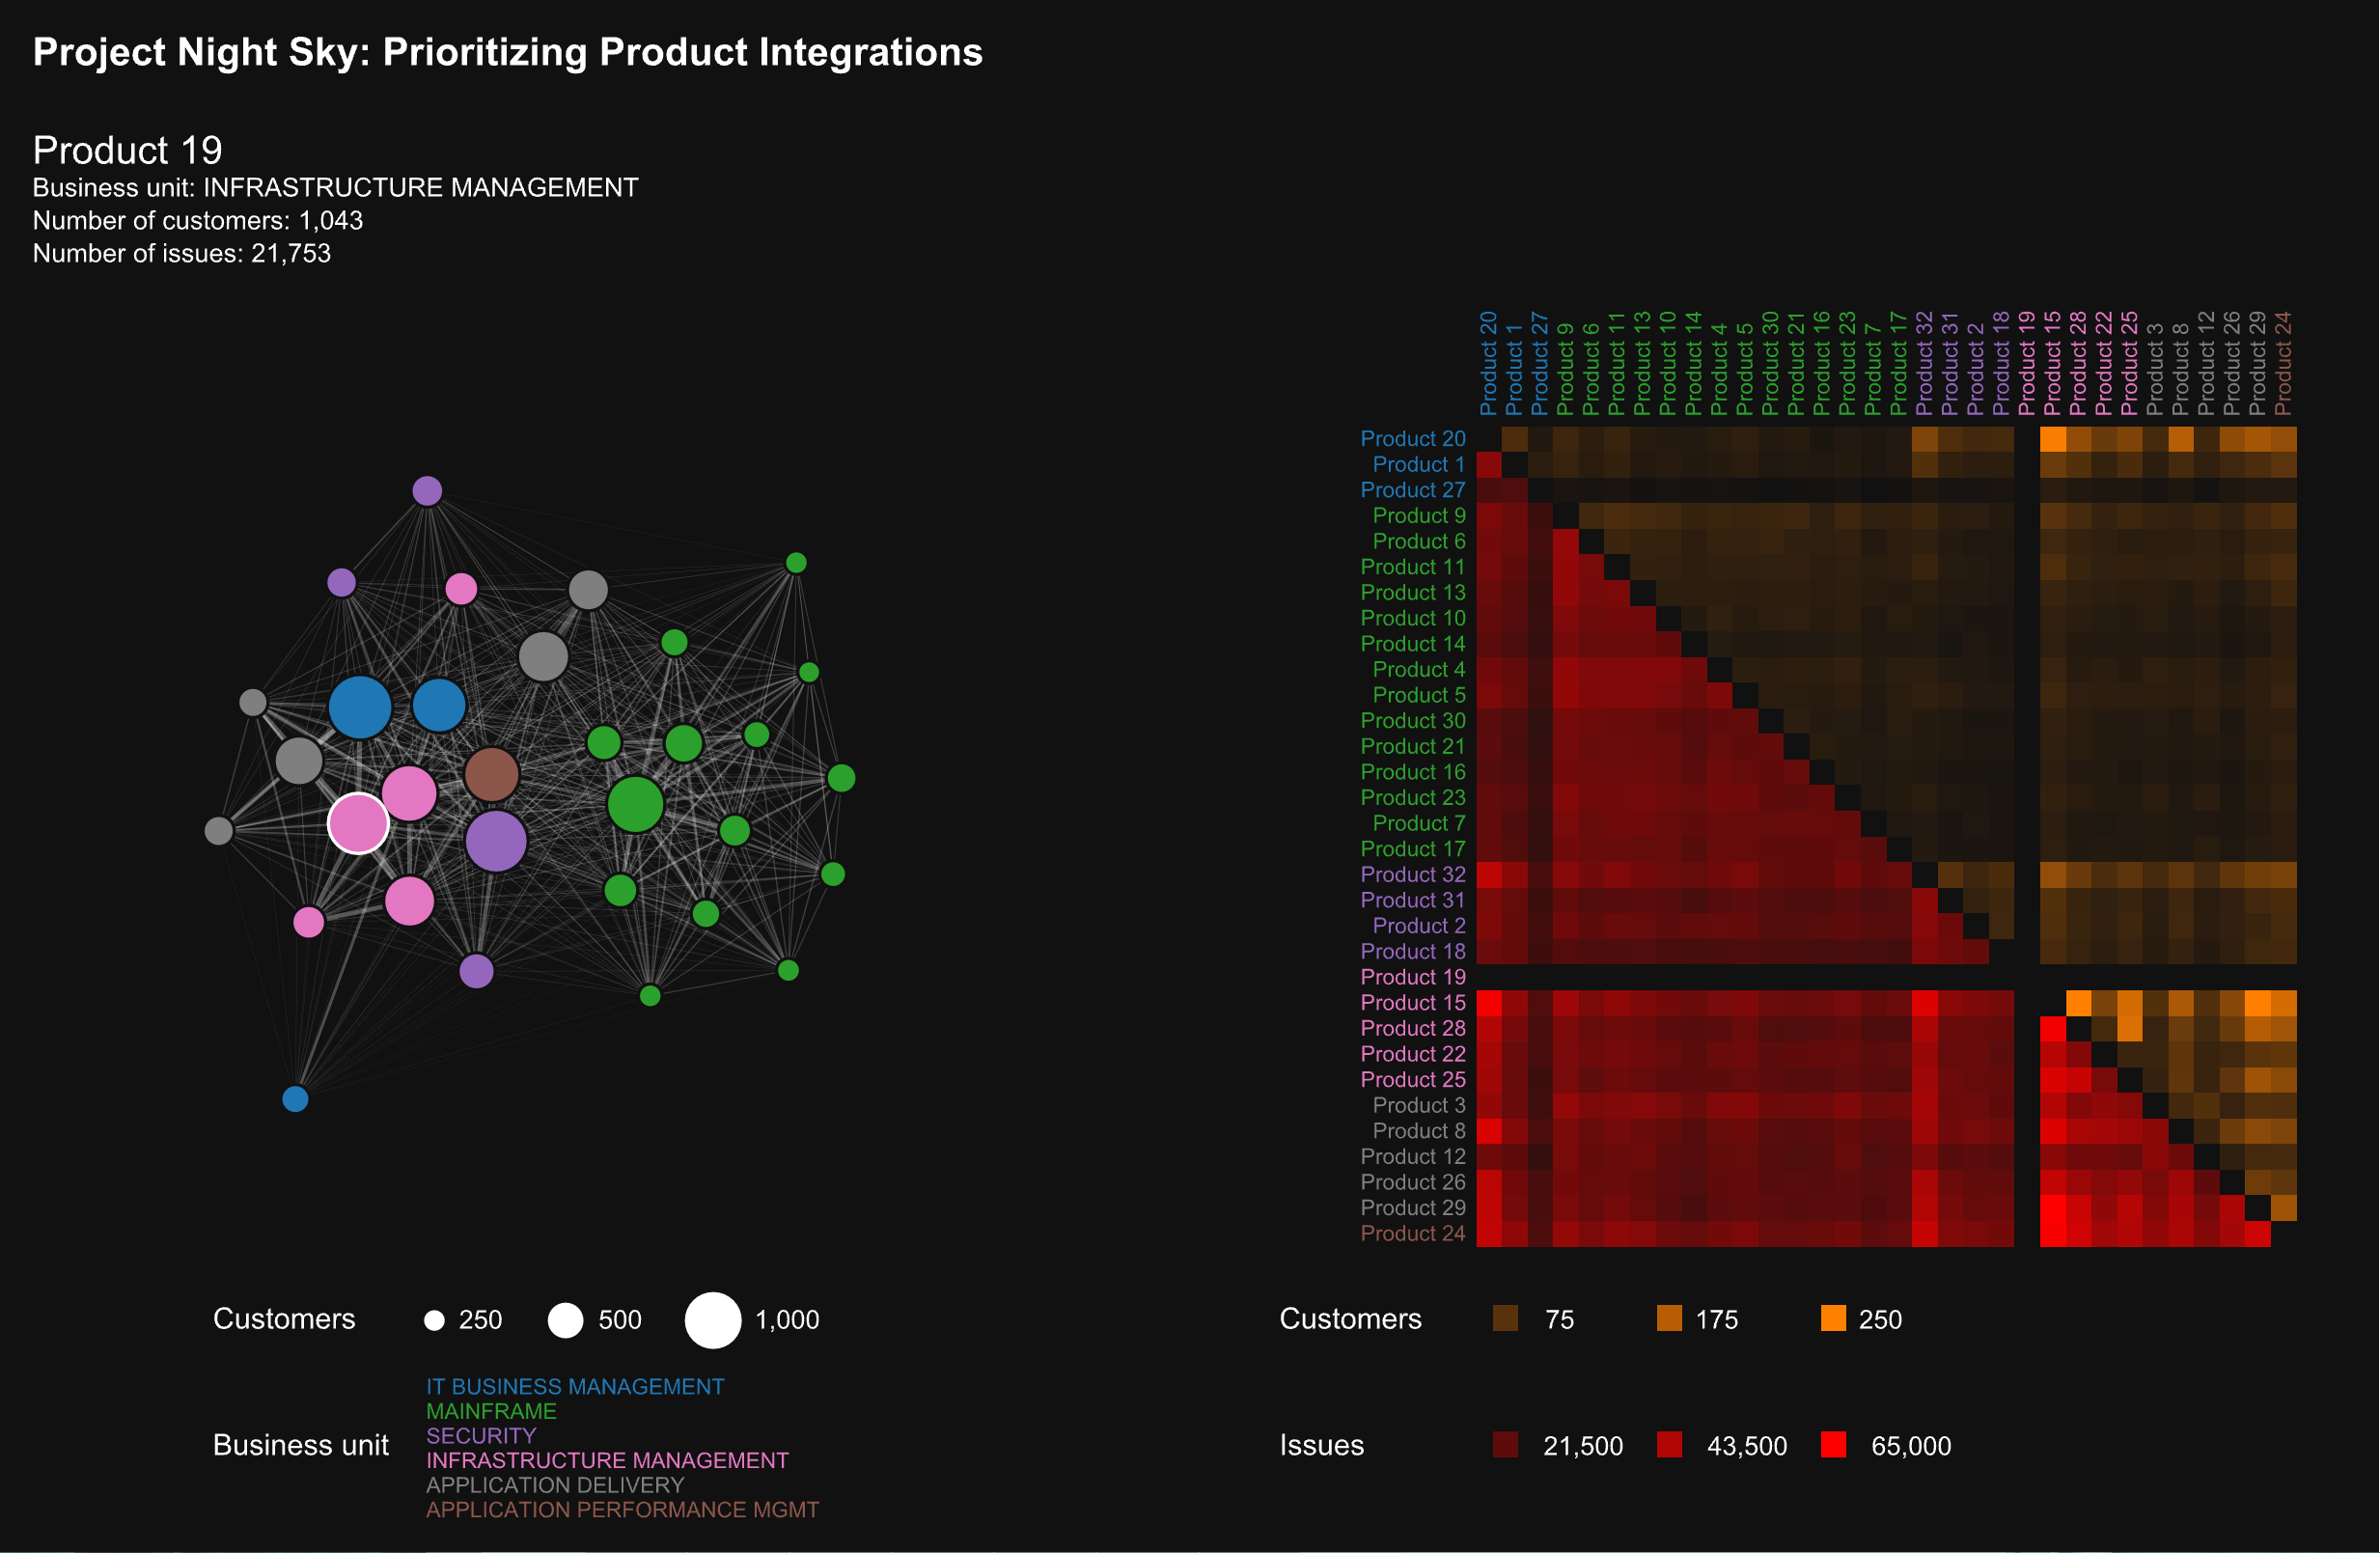 Project Night Sky: Prioritizing Product Integrations
Product 19
Business unit: INFRASTRUCTURE MANAGEMENT
Number of customers: 1,043
Number of issues: 21,753
Product 20
Product 1
Product 27
Product 9
Product 6
Product 11
Product 13
Product 10
Product 14
Product 4
Product 5
Product 30
Product 21
Product 16
Product 23
Product 7
Product 17
Product 32
Product 31
Product 2
Product 18
Product 19
Product 15
Product 28
Product 22
Product 25
Product 3
Product 8
Product 12
Product 26
Product 29
Product 24
Product 20
Product 1
Product 27
Product 9
Product 6
Product 11
Product 13
Product 10
Product 14
Product 4
Product 5
Product 30
Product 21
Product 16
Product 23
Product 7
Product 17
Product 32
Product 31
Product 2
Product 18
Product 19
Product 15
Product 28
Product 22
Product 25
Product 3
Product 8
Product 12
Product 26
Product 29
Product 24
Customers 250 500 1,000
Business unit
IT BUSINESS MANAGEMENT
MAINFRAME
SECURITY
INFRASTRUCTURE MANAGEMENT
APPLICATION DELIVERY
APPLICATION PERFORMANCE MGMT
Customers 75 175 250
Issues 21,500 43,500 65,000